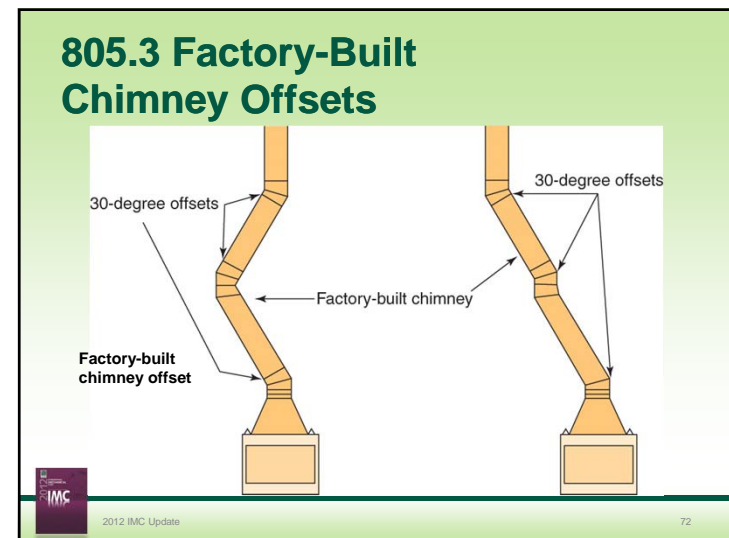 805.3 Factory-Built
Chimney Offsets
30-degree offsets
30-degree offsets
Factory-built chimney
Factory-built
chimney offset
2012
IMC
2012 IMC Update
72